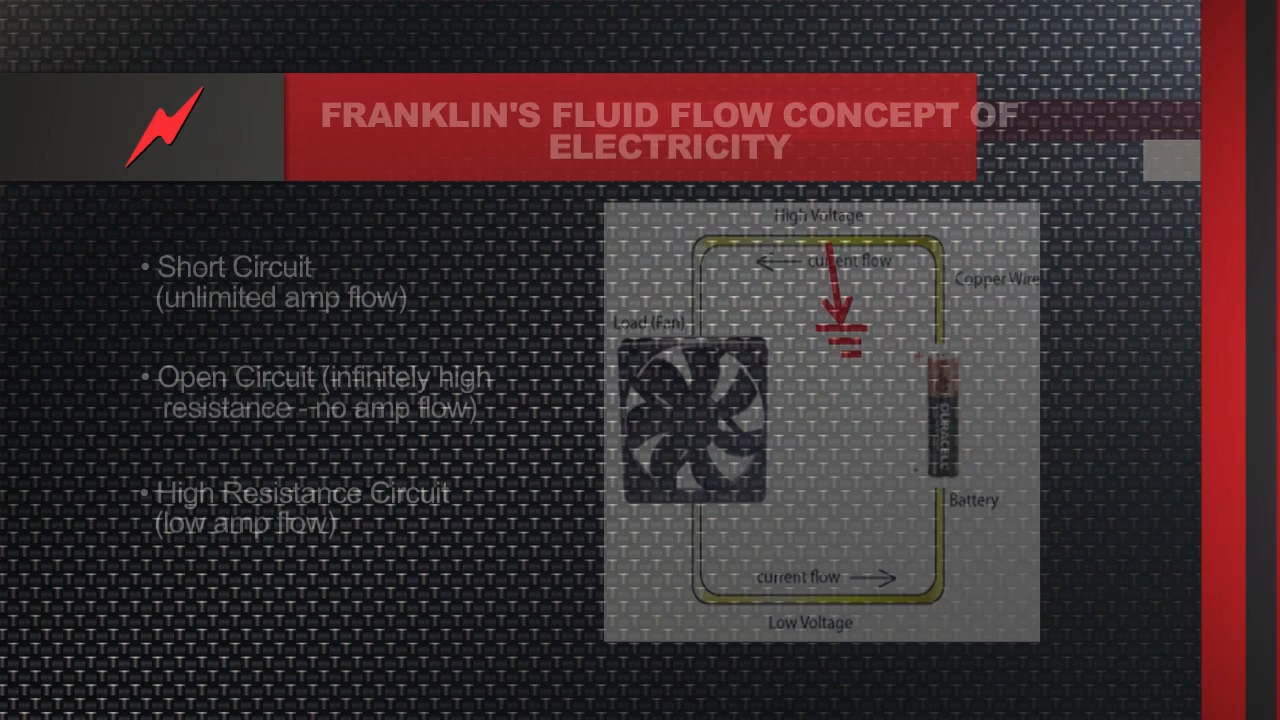 FRANKLIN'S FLUID FLOW CONCEPT OF
ELECTRICITY
• Short Circuit
(unlimited amp flow)
• Open Circuit (infinitely high
resistance - no amp flow)
• High Resistance Circuit
(low amp flow)
High Voltage
current flow
Copper Wire
Load (Fan)
+
DURACELL
-
Battery
current flow
Low Voltage